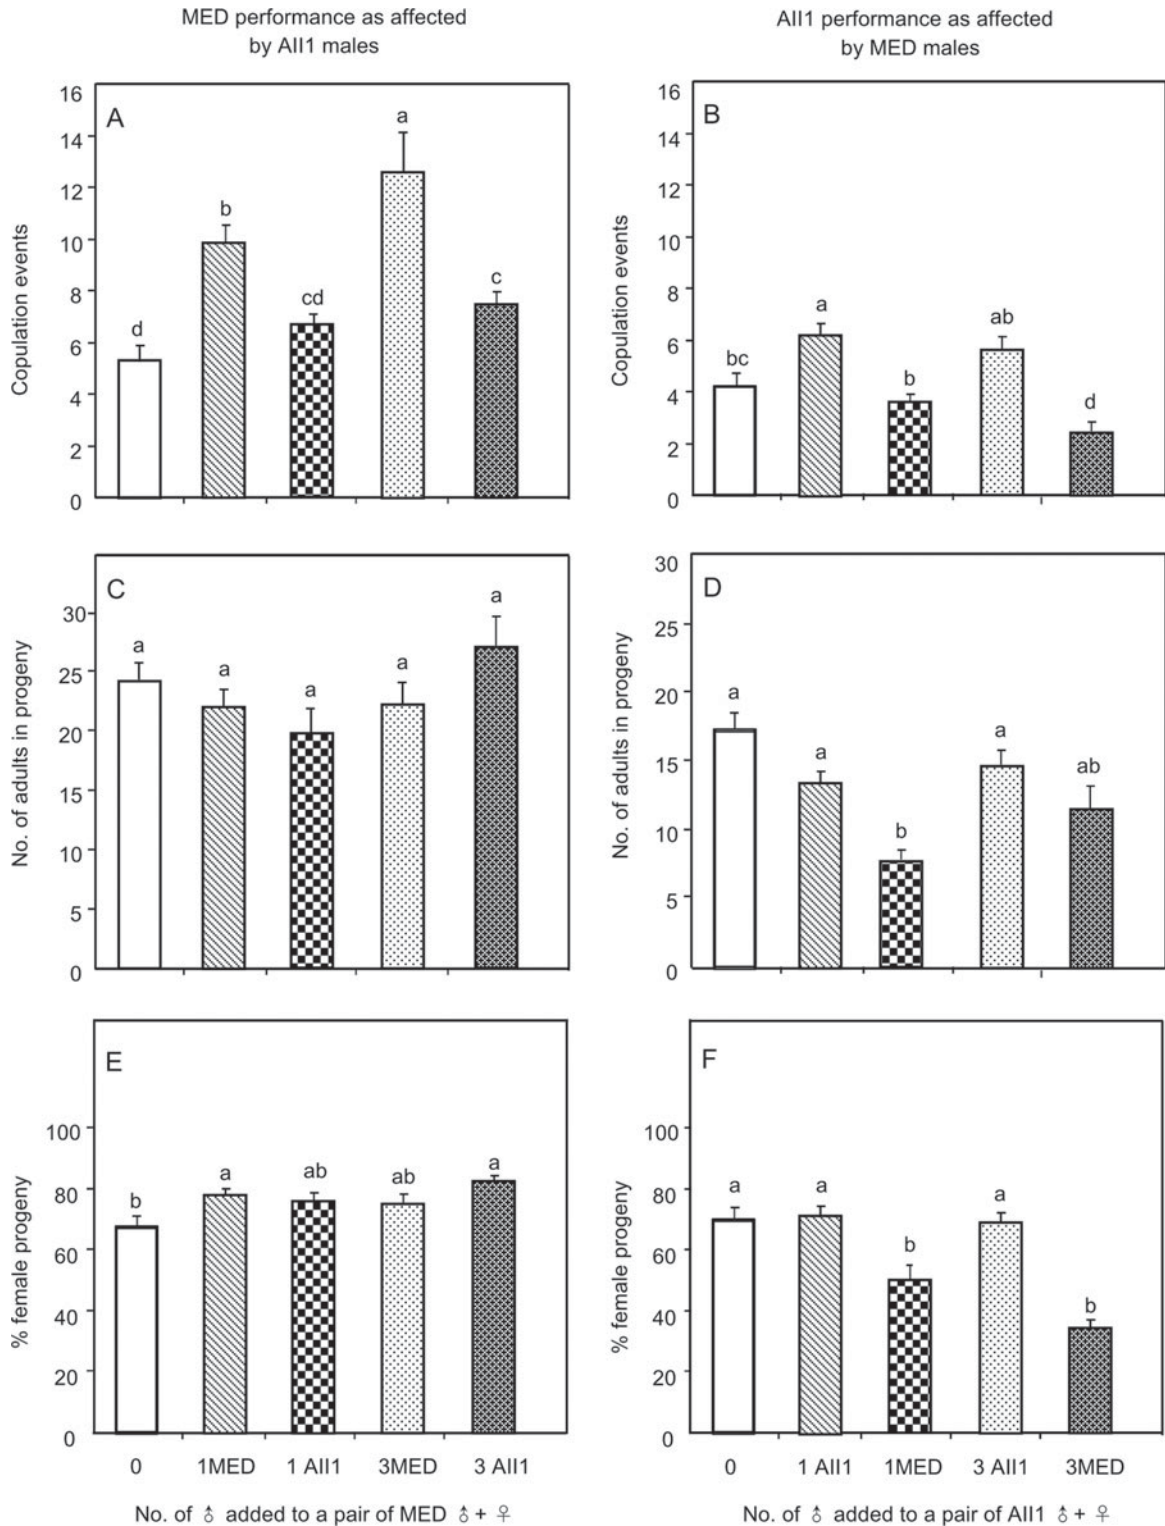 MED performance as affected
by AII1 males
AII1 performance as affected
by MED males
A
Copulation events
16
14
12
10
8
6
4
2
0
d
b
cd
a
c
B
Copulation events
16
14
12
10
8
6
4
2
0
bc
a
b
ab
d
C
No. of adults in progeny
30
25
20
15
10
5
0
a
a
a
a
a
D
No. of adults in progeny
30
25
20
15
10
5
0
a
a
b
a
ab
E
% female progeny
100
80
60
40
20
0
b
a
ab
ab
a
0 1MED 1 AII1 3MED 3 AII1
No. of ♂ added to a pair of MED ♂ + ♀
F
% female progeny
100
80
60
40
20
0
a
a
b
a
b
0 1 AII1 1MED 3 AII1 3MED
No. of ♂ added to a pair of AII1 ♂ + ♀